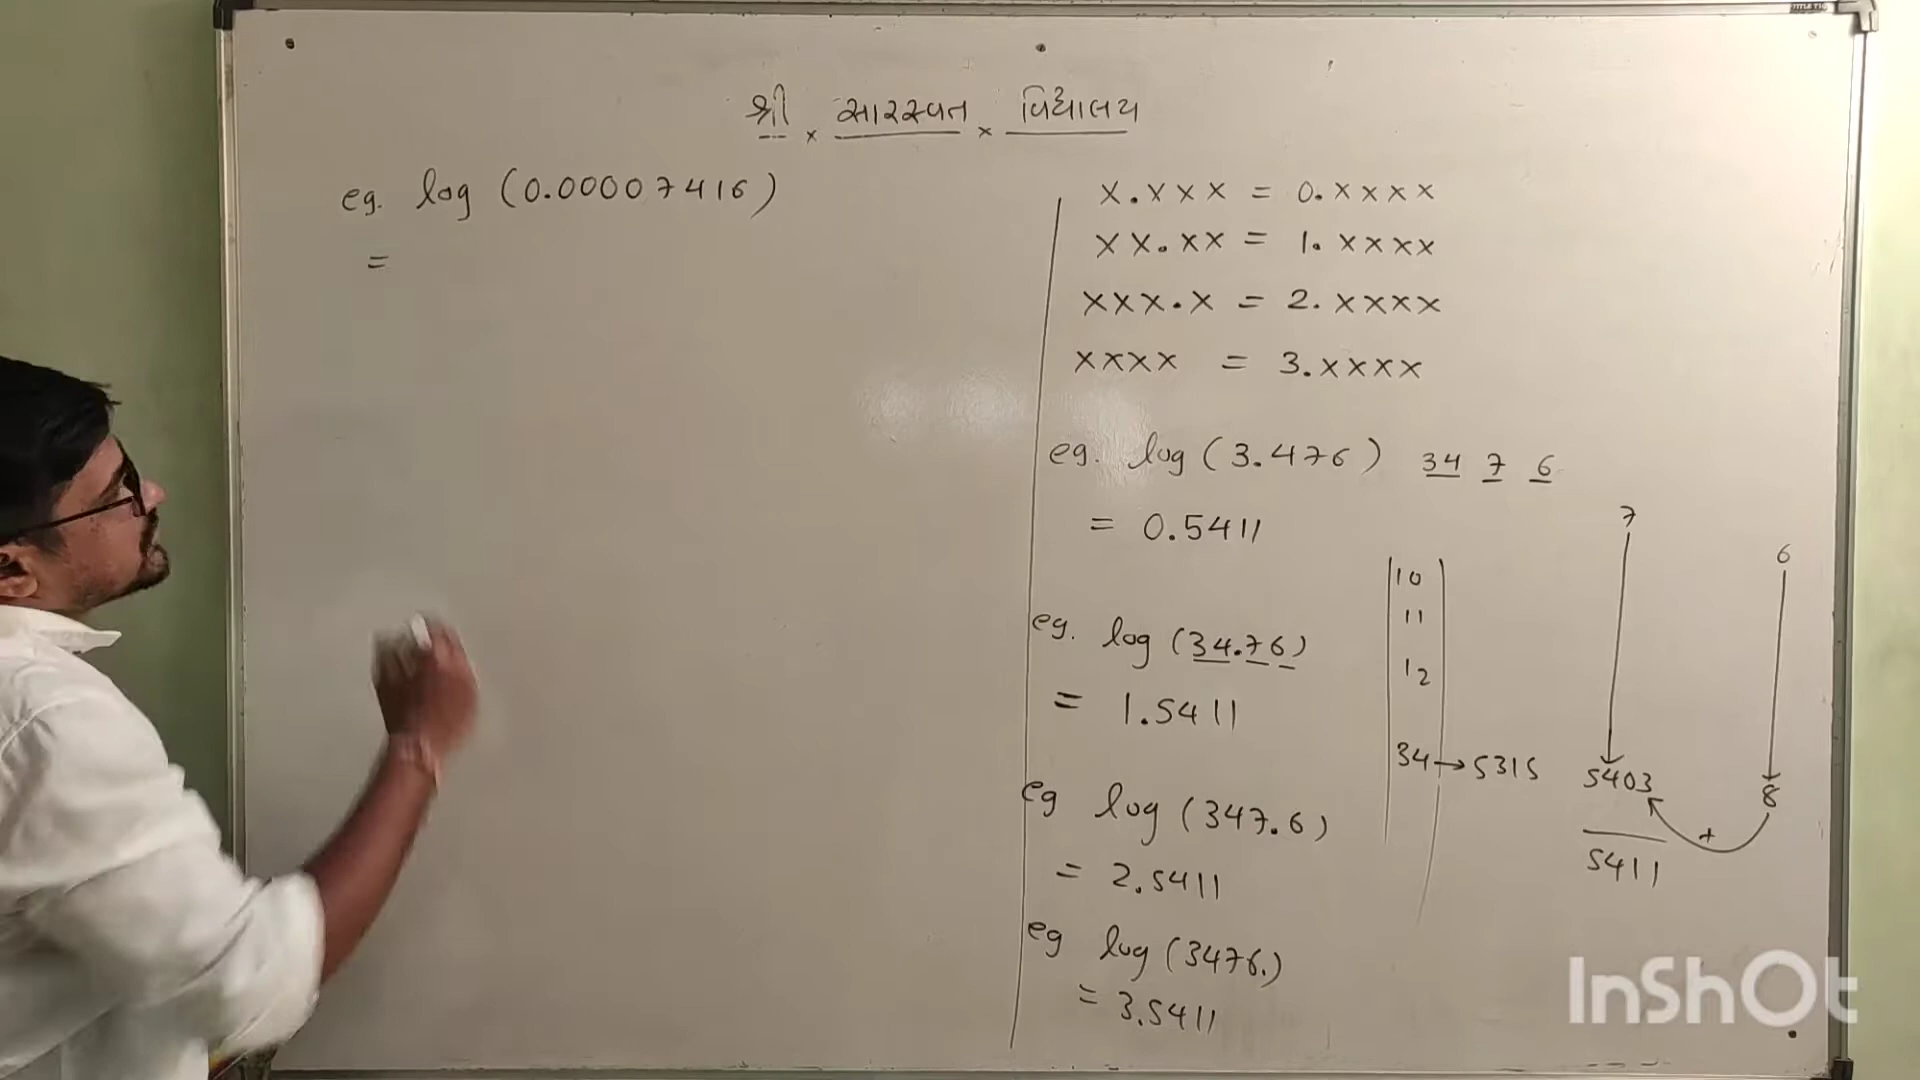 શ્રી × સારસ્વત × વિદ્યાલય
eg. log (0.00007416)
=
x.xxx = 0.xxxx
xx.xx = 1.xxxx
xxx.x = 2.xxxx
xxxx = 3.xxxx
eg. log (3.476) 34 7 6
= 0.5411
7
6
10
11
12
34 → 5315 5403 8
+
5411
eg. log (34.76)
= 1.5411
eg log (347.6)
= 2.5411
eg log (3476.)
= 3.5411
InShOt